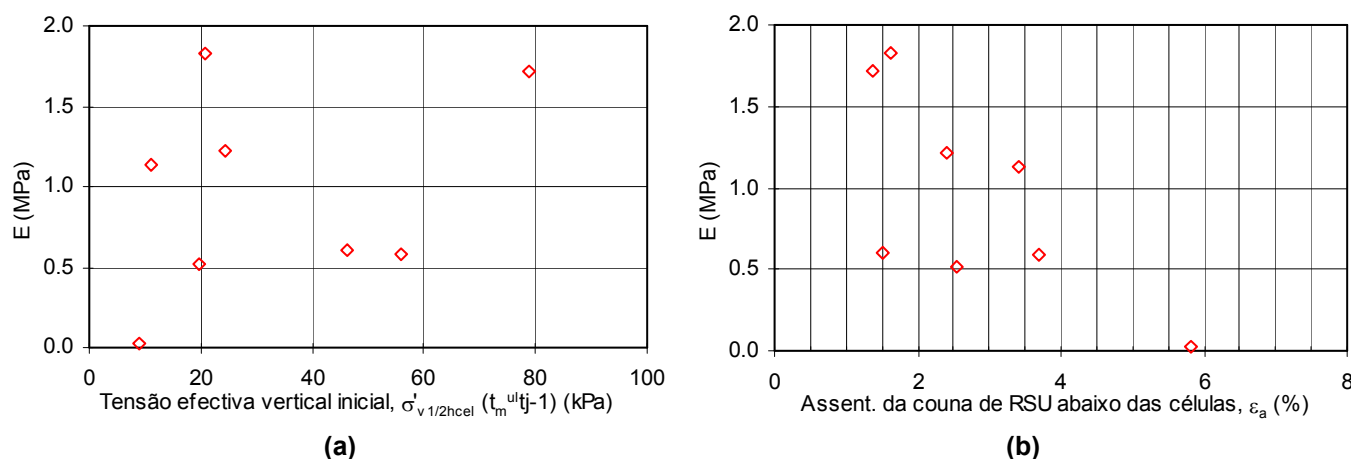 2.0
1.5
1.0
0.5
0.0
E (MPa)
0 20 40 60 80 100
Tensão efectiva vertical inicial, σ'v 1/2hcel (tm^ultj-1) (kPa)
(a)
2.0
1.5
1.0
0.5
0.0
E (MPa)
0 2 4 6 8
Assent. da couna de RSU abaixo das células, εa (%)
(b)